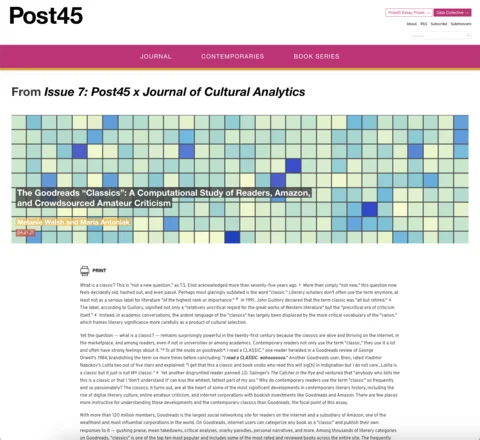 Post45
Post45 Essay Prizes →
Data Collective →
About RSS Subscribe Submissions
JOURNAL CONTEMPORARIES BOOK SERIES
From Issue 7: Post45 x Journal of Cultural Analytics
The Goodreads “Classics”: A Computational Study of Readers, Amazon,
and Crowdsourced Amateur Criticism
Melanie Walsh and Maria Antoniak
04.21.21
PRINT
What is a classic? This is "not a new question," as T.S. Eliot acknowledged more than seventy-five years ago. More than simply "not new," this question now
feels decidedly old, hashed out, and even passé. Perhaps most glaringly outdated is the word "classic." Literary scholars don't often use the term anymore, at
least not as a serious label for literature "of the highest rank or importance." In 1991, John Guillory declared that the term classic was "all but retired."
The label, according to Guillory, signified not only a "relatively uncritical regard for the great works of Western literature" but the "precritical era of criticism
itself." Instead, in academic conversations, the ardent language of the "classics" has largely been displaced by the more critical vocabulary of the "canon,"
which frames literary significance more carefully as a product of cultural selection.
Yet the question — what is a classic? — remains surprisingly powerful in the twenty-first century because the classics are alive and thriving on the internet, in
the marketplace, and among readers, even if not in universities or among academics. Contemporary readers not only use the term "classic," they use it a lot
and often have strong feelings about it. "To all the ondis on goodreads*: I read a CLASSIC," one reader heralded in a Goodreads review of George
Orwell's 1984, brandishing the term six more times before concluding: "I read a CLASSIC wohooooooo." Another Goodreads user, Bren, rated Vladimir
Nabokov's Lolita two out of five stars and explained: "I get that this is a classic and book snobs who read this will sig[h] in indignation but I do not care...Lolita is
a classic but it just is not MY classic." Yet another disgruntled reader panned J.D. Salinger's The Catcher in the Rye and ventured that "anybody who tells me
this is a classic or that I don't understand it! can kiss the whitest, fattest part of my ass." Why do contemporary readers use the term "classic" so frequently
and so passionately? The classics, it turns out, are at the heart of some of the most significant developments in contemporary literary history, including the
rise of digital literary culture, online amateur criticism, and internet corporations with bookish investments like Goodreads and Amazon. There are few places
more instructive for understanding these developments and the contemporary classics than Goodreads, the focal point of this essay.
With more than 120 million members, Goodreads is the largest social networking site for readers on the internet and a subsidiary of Amazon, one of the
wealthiest and most influential corporations in the world. On Goodreads, internet users can categorize any book as a "classic" and publish their own
responses to it — gushing praise, meat takedowns, critical analyses, snarky parodies, personal narratives, and more. Among thousands of literary categories
on Goodreads, "classics" is one of the top ten most popular and includes some of the most rated and reviewed books across the entire site. The frequently